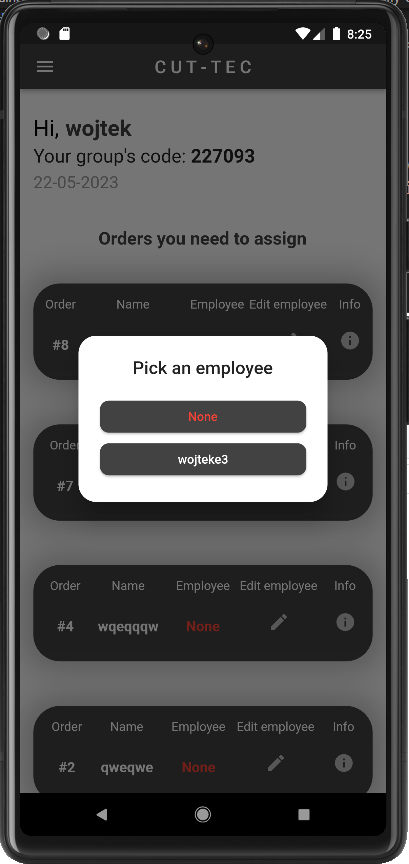 8:25
CUT-TEC
Hi, wojtek
Your group's code: 227093
22-05-2023
Orders you need to assign
Order Name Employee Edit employee Info
#8
Pick an employee
None
wojteke3
Order Info
#7
Order Name Employee Edit employee Info
#4 wqeqqqw None
Order Name Employee Edit employee Info
#2 qweqwe None